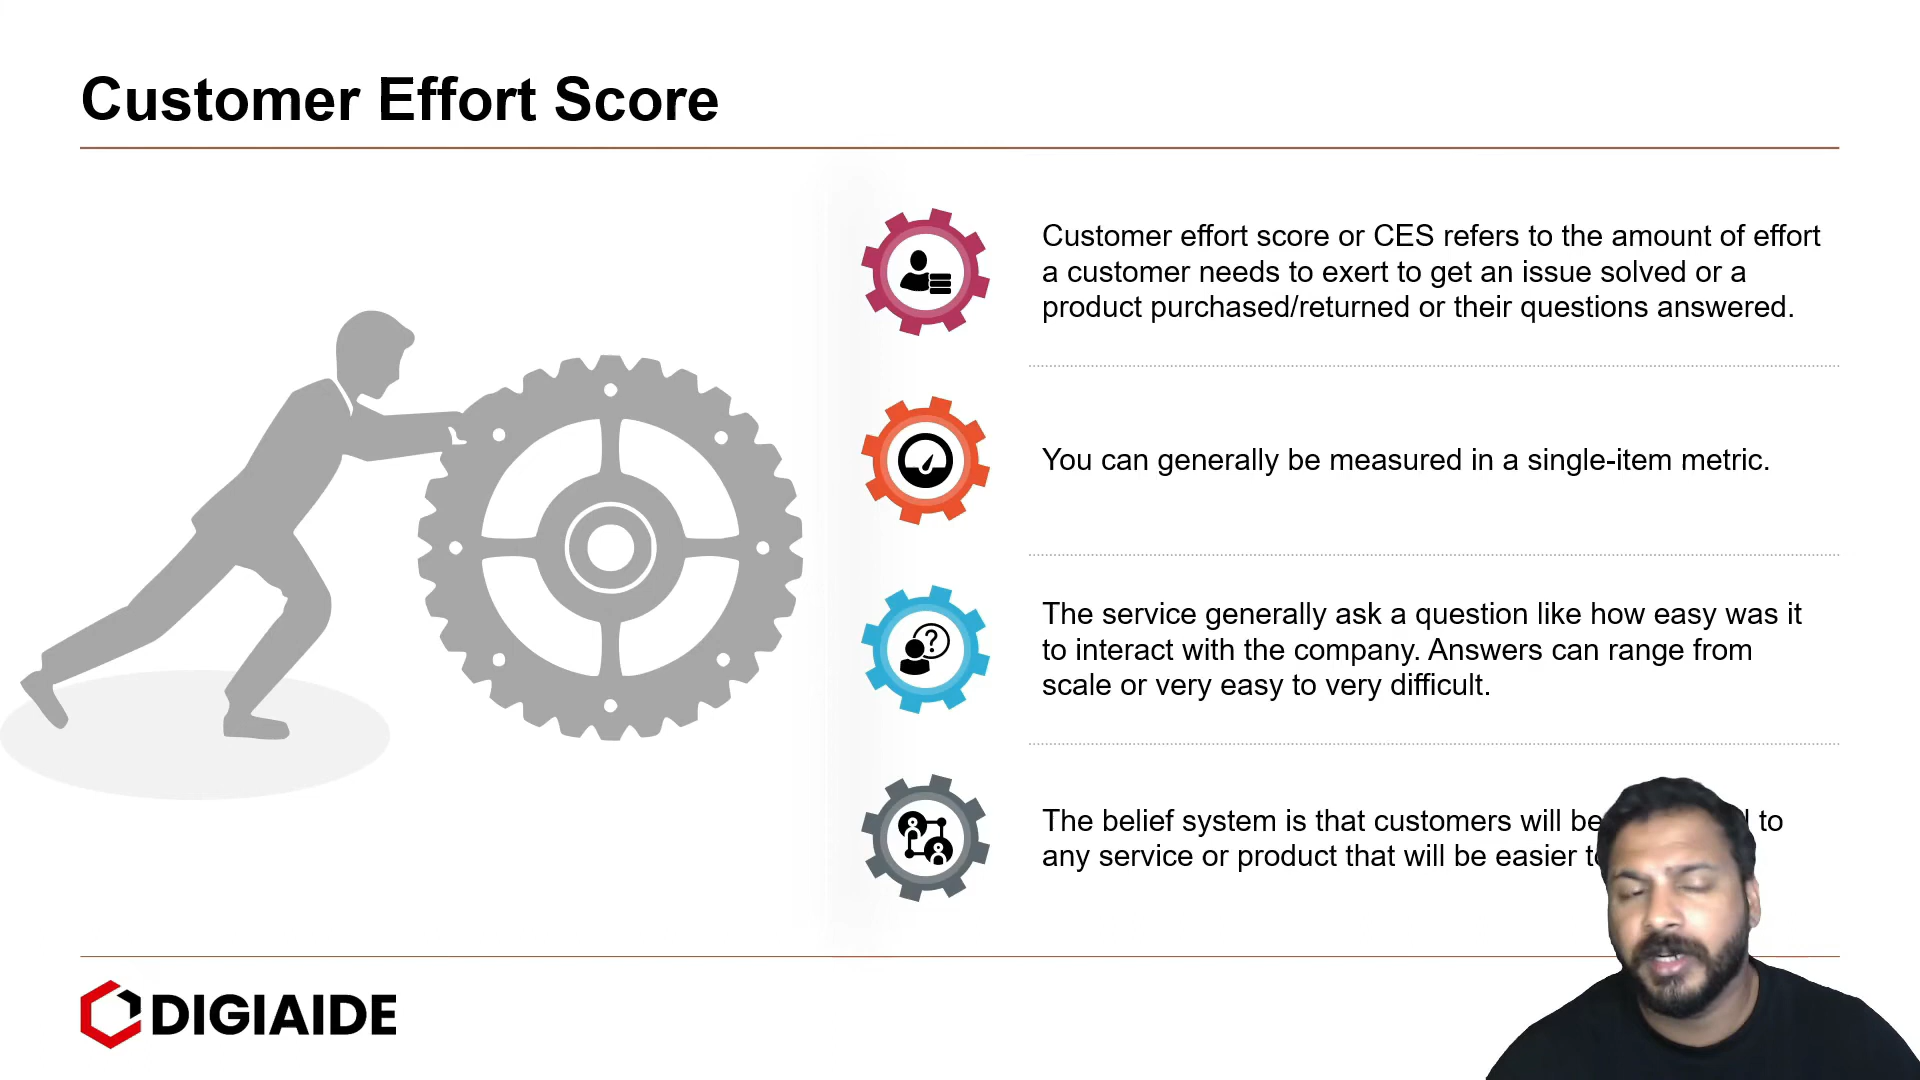 Customer Effort Score
Customer effort score or CES refers to the amount of effort
a customer needs to exert to get an issue solved or a
product purchased/returned or their questions answered.
You can generally be measured in a single-item metric.
The service generally ask a question like how easy was it
to interact with the company. Answers can range from
scale or very easy to very difficult.
The belief system is that customers will be to
any service or product that will be easier
DIGIAIDE